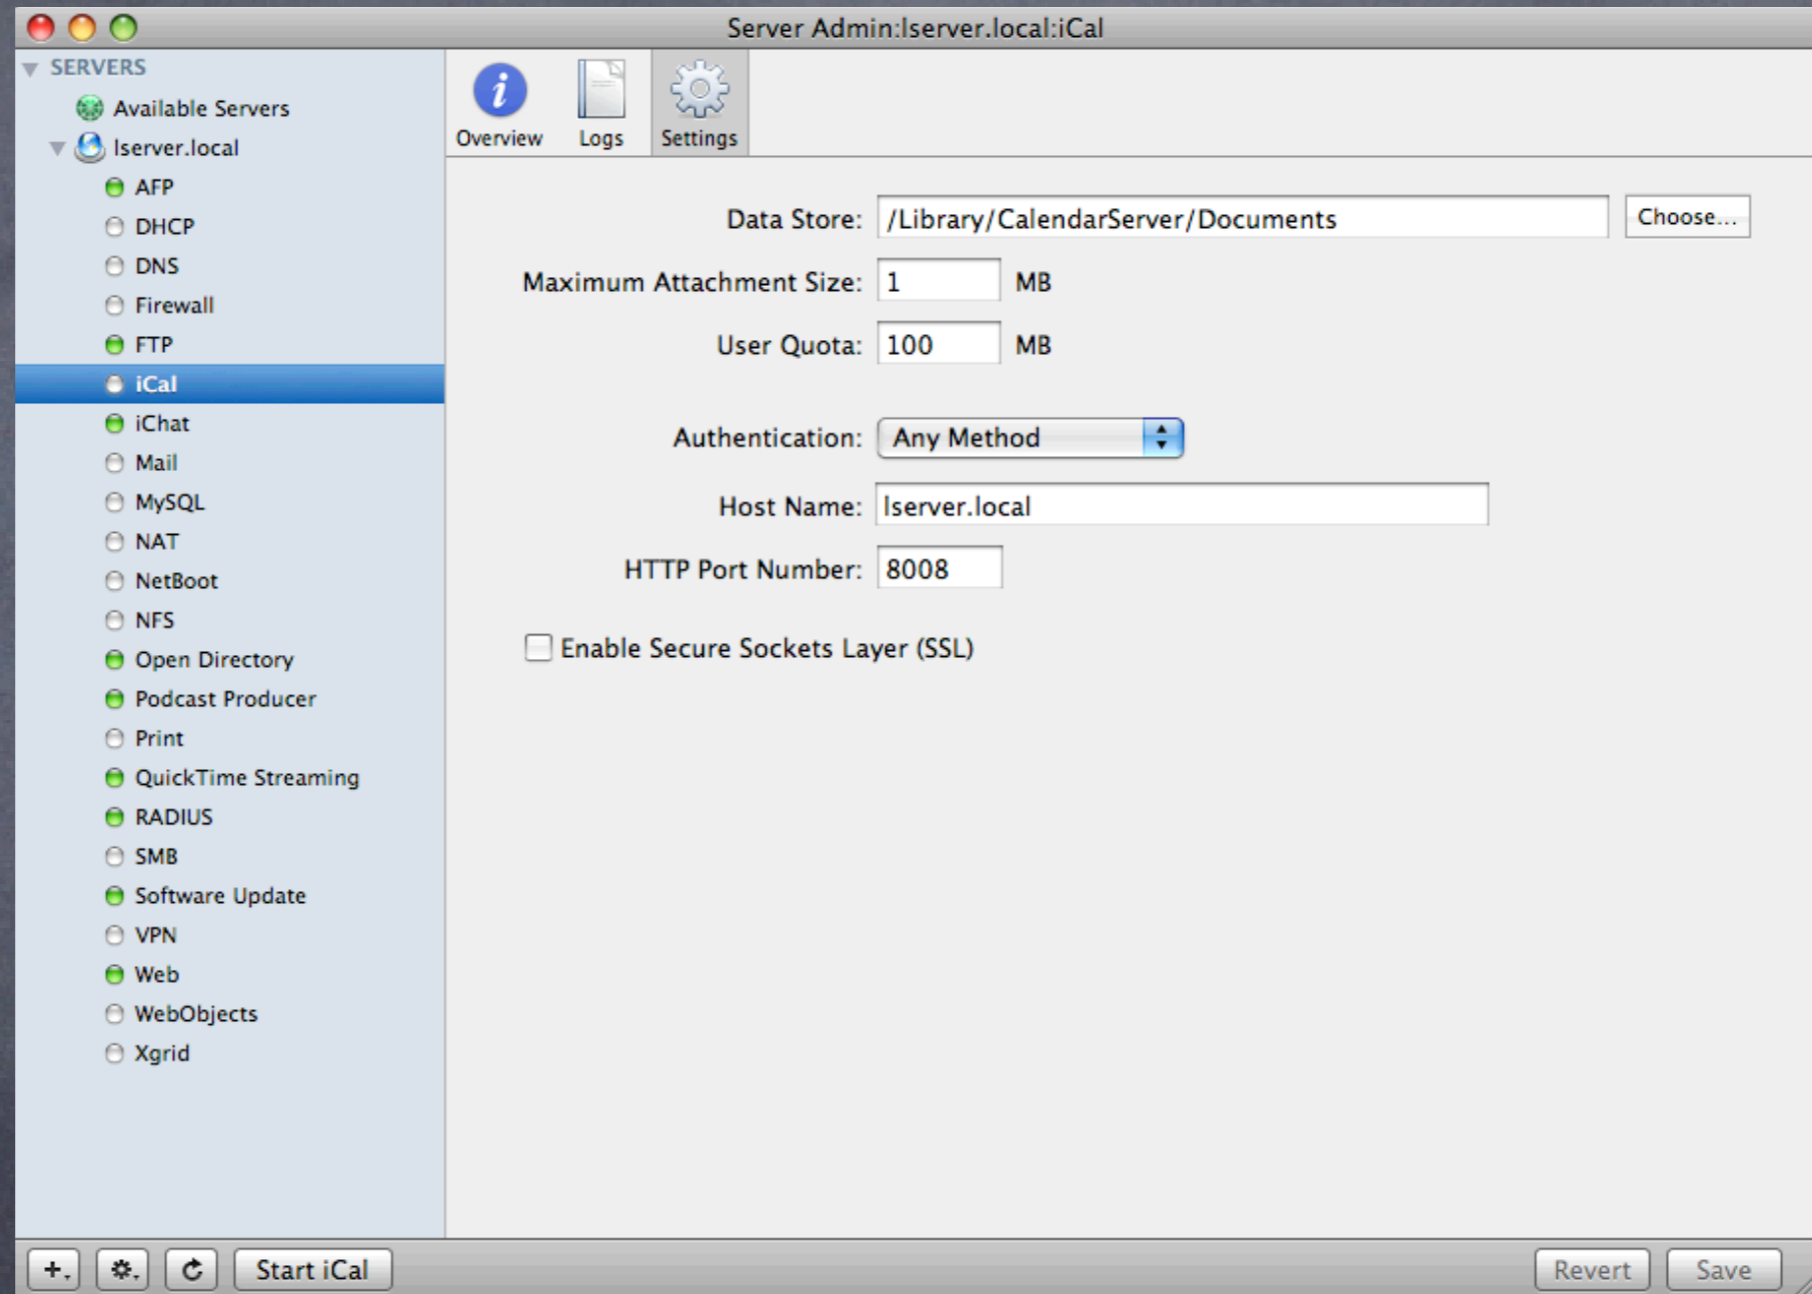 Server Admin:lserver.local:iCal
SERVERS
Available Servers
lserver.local
AFP
DHCP
DNS
Firewall
FTP
iCal
iChat
Mail
MySQL
NAT
NetBoot
NFS
Open Directory
Podcast Producer
Print
QuickTime Streaming
RADIUS
SMB
Software Update
VPN
Web
WebObjects
Xgrid
Overview Logs Settings
Data Store: /Library/CalendarServer/Documents Choose...
Maximum Attachment Size: 1 MB
User Quota: 100 MB
Authentication: Any Method
Host Name: lserver.local
HTTP Port Number: 8008
Enable Secure Sockets Layer (SSL)
Start iCal Revert Save